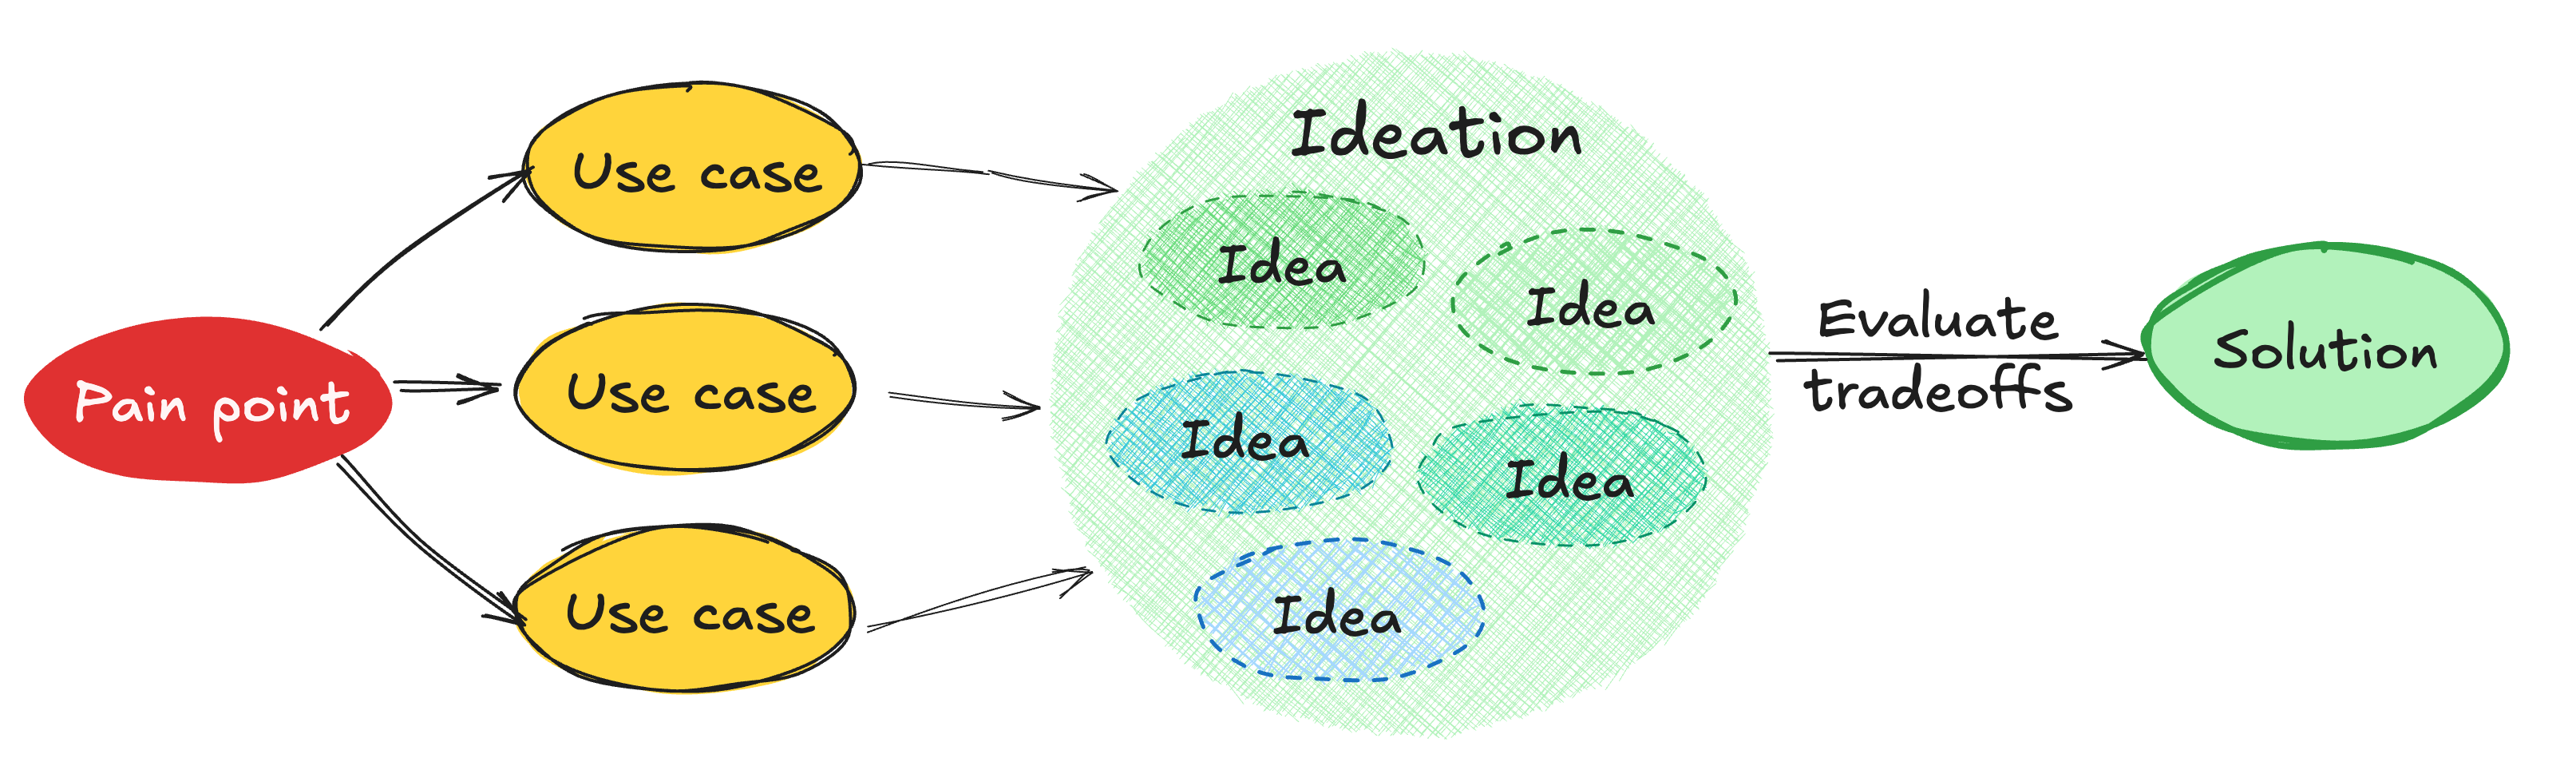 Pain point
Use case
Use case
Use case
Ideation
Idea
Idea
Idea
Idea
Idea
Evaluate
tradeoffs
Solution